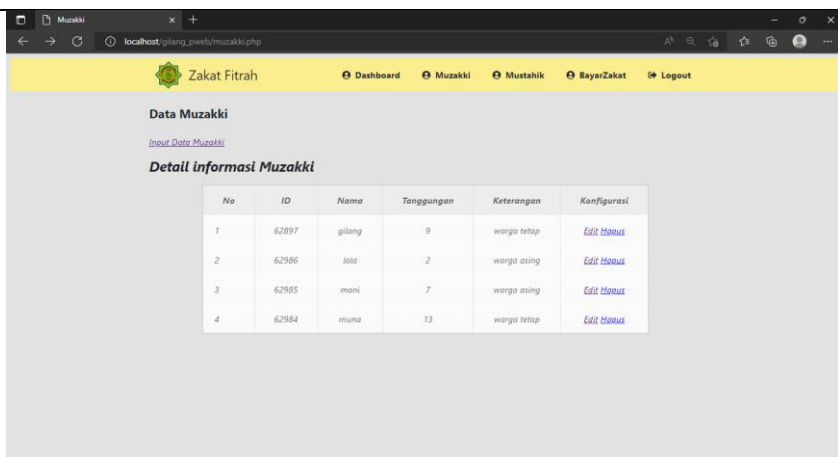 Muzakki
localhost/gilang_pweb/muzakki.php
Zakat Fitrah Dashboard Muzakki Mustahik BayarZakat Logout
Data Muzakki
Input Data Muzakki
Detail informasi Muzakki
No ID Nama Tanggungan Keterangan Konfigurasi
1 62897 gilang 9 warga tetap Edit Hapus
2 62986 lola 2 warga asing Edit Hapus
3 62985 moni 7 warga asing Edit Hapus
4 62984 muna 13 warga tetap Edit Hapus